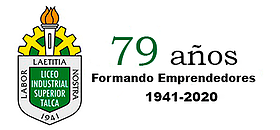 LAETITIA
LABOR
NOSTRA
LICEO
INDUSTRIAL
SUPERIOR
TALCA
1941
79 años
Formando Emprendedores
1941-2020